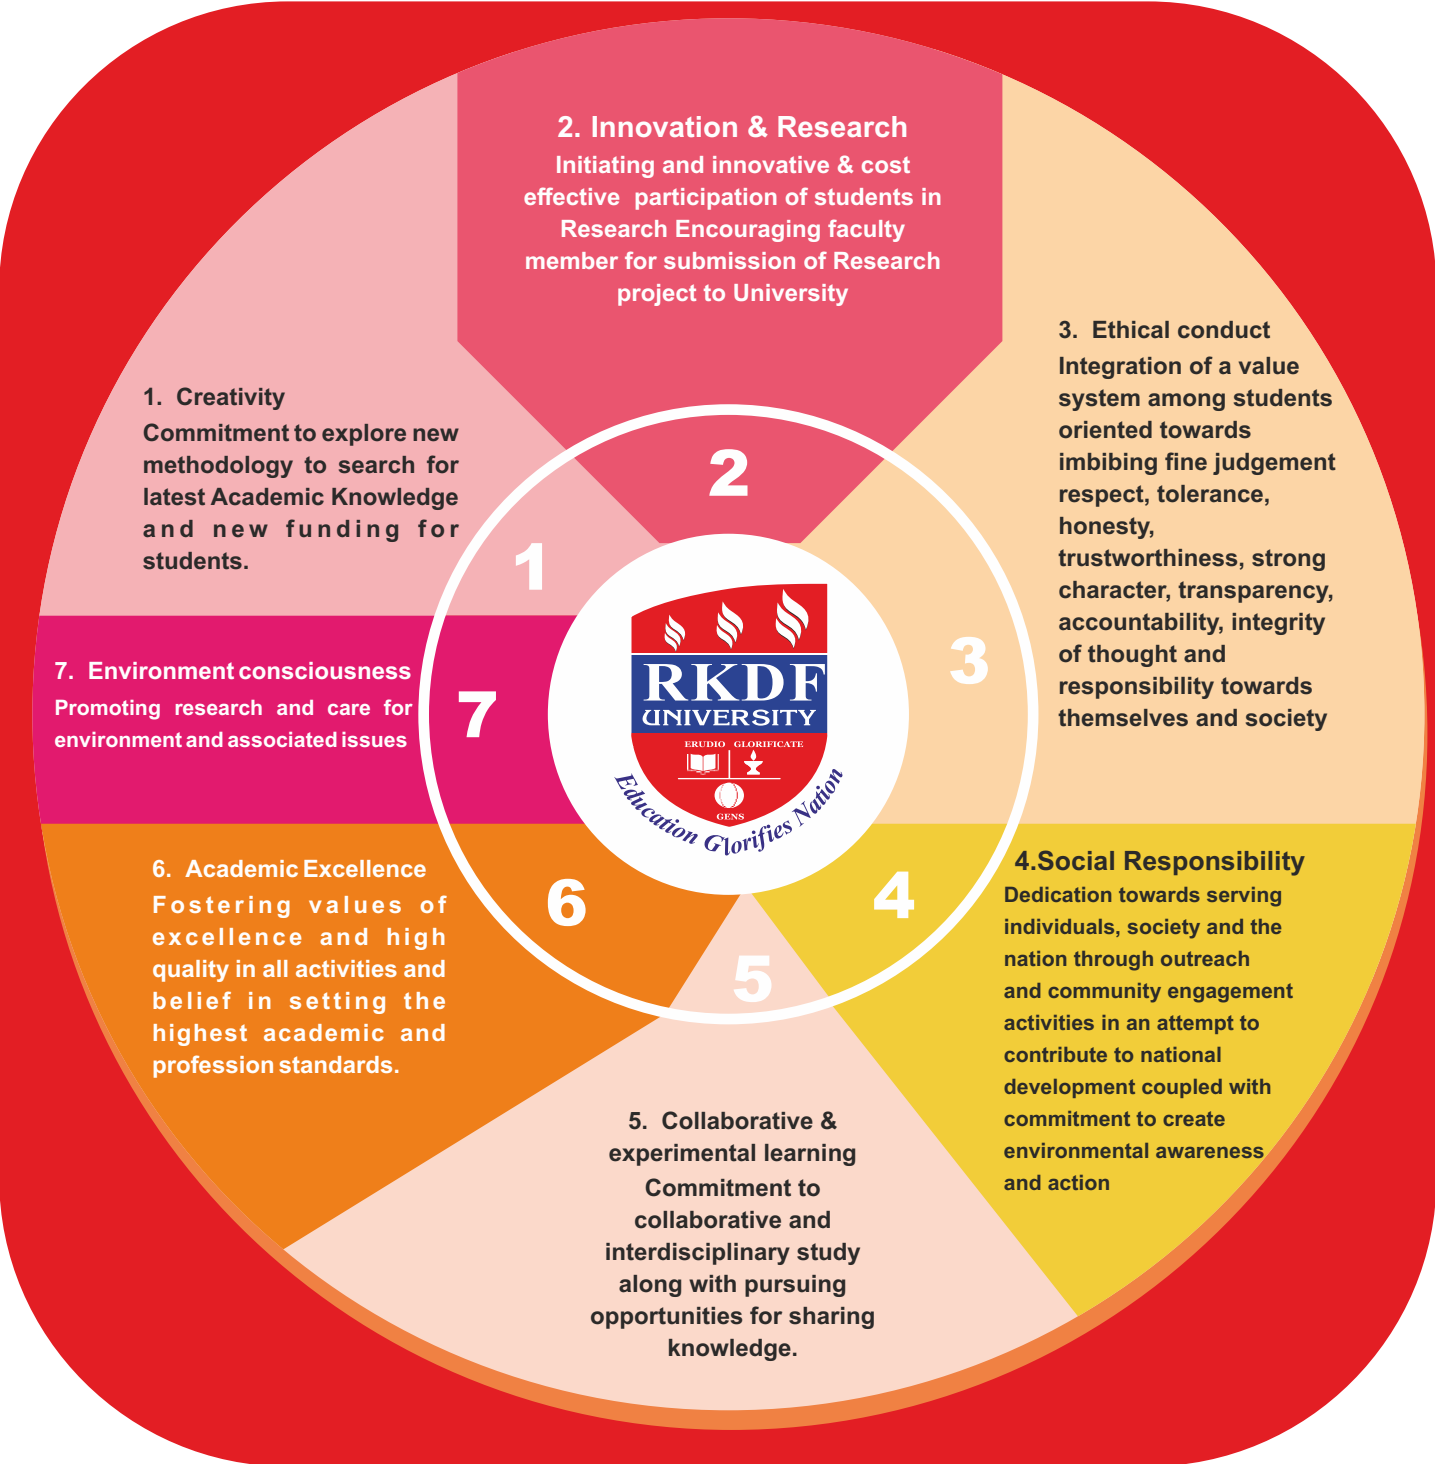 2. Innovation & Research
Initiating and innovative & cost
effective participation of students in
Research Encouraging faculty
member for submission of Research
project to University
3. Ethical conduct
Integration of a value
system among students
oriented towards
imbibing fine judgement
respect, tolerance,
honesty,
trustworthiness, strong
character, transparency,
accountability, integrity
of thought and
responsibility towards
themselves and society
1. Creativity
Commitment to explore new
methodology to search for
latest Academic Knowledge
and new funding for
students.
7. Environment consciousness
Promoting research and care for
environment and associated issues
2
1
3
7
6
4
5
RKDF
UNIVERSITY
ERUDIO GLORIFICATE
GENS
Education Glorifies Nation
6. Academic Excellence
Fostering values of
excellence and high
quality in all activities and
belief in setting the
highest academic and
profession standards.
4.Social Responsibility
Dedication towards serving
individuals, society and the
nation through outreach
and community engagement
activities in an attempt to
contribute to national
development coupled with
commitment to create
environmental awareness
and action
5. Collaborative &
experimental learning
Commitment to
collaborative and
interdisciplinary study
along with pursuing
opportunities for sharing
knowledge.